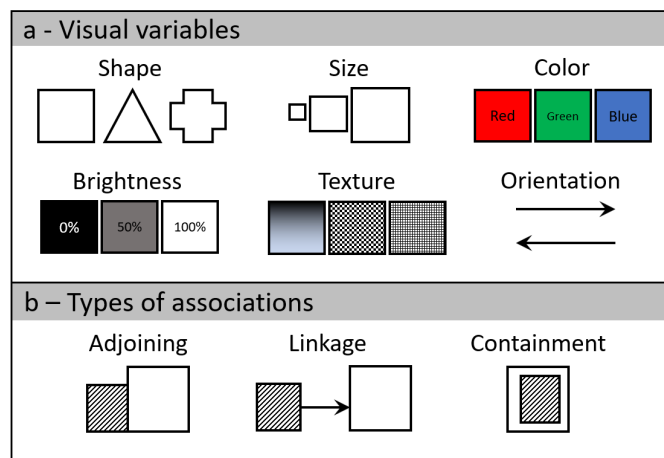 a - Visual variables
Shape
Size
Color
Red
Green
Blue
Brightness
Texture
Orientation
0%
50%
100%
b – Types of associations
Adjoining
Linkage
Containment